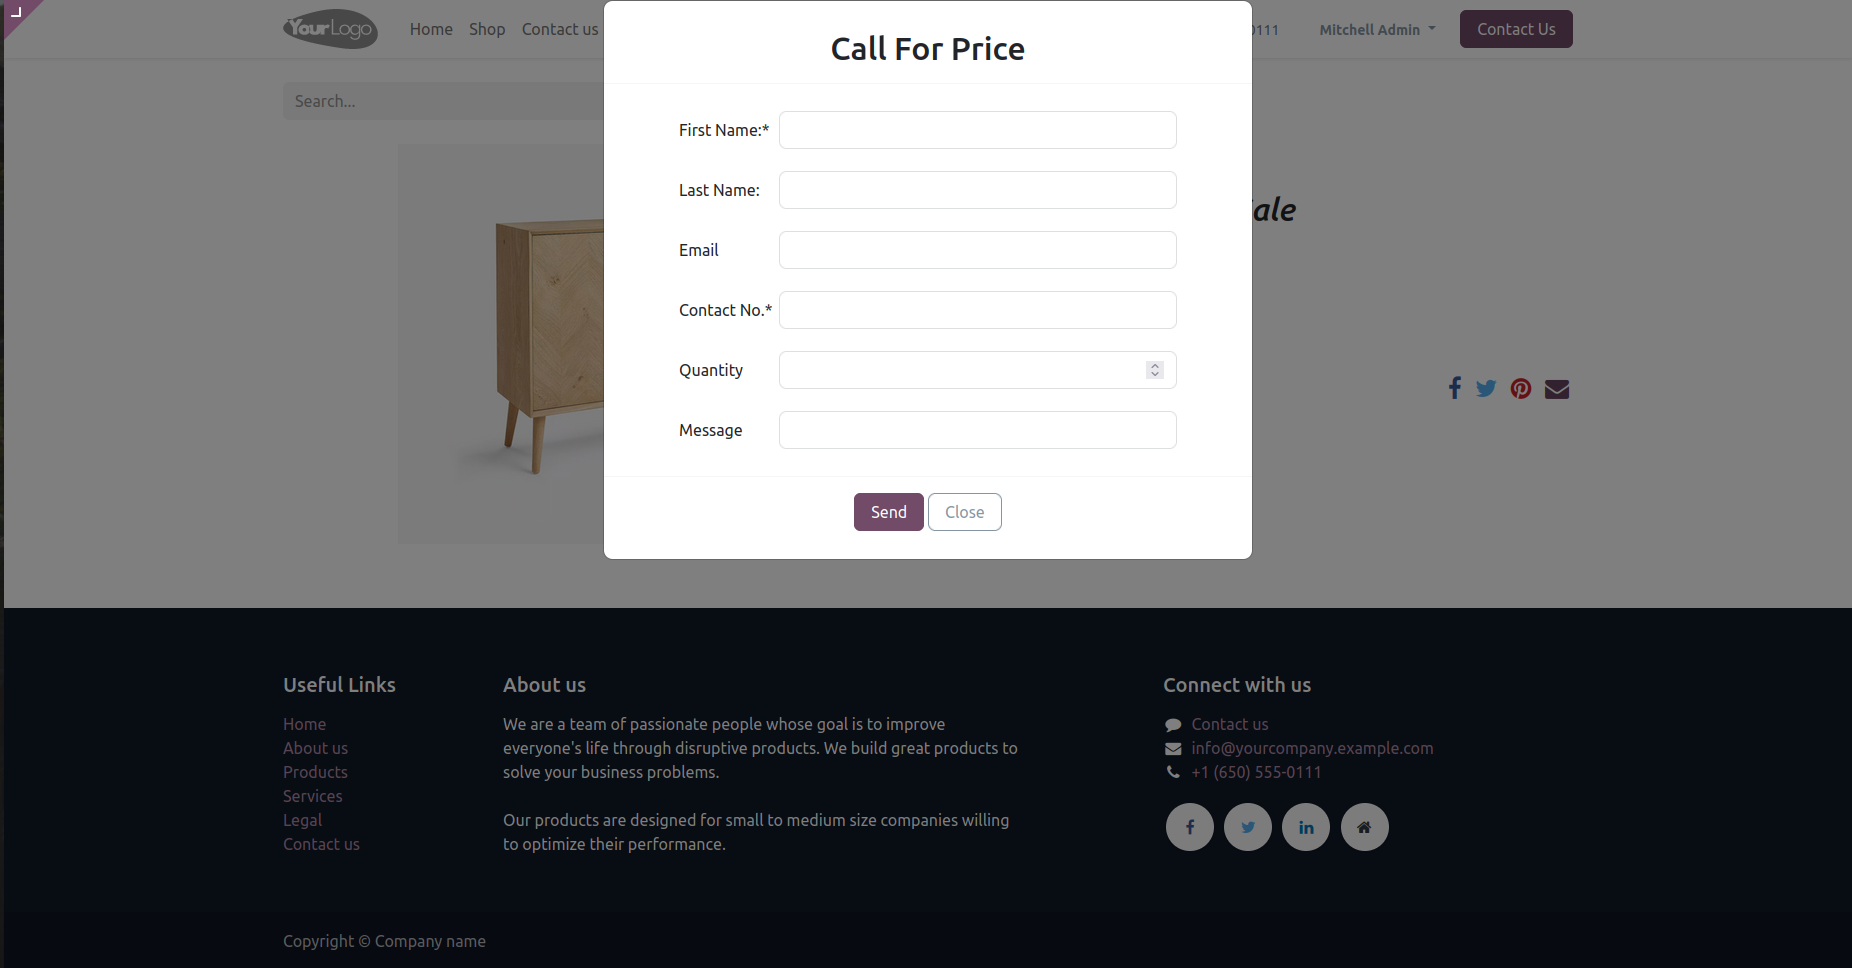 YourLogo Home Shop Contact us 0111 Mitchell Admin Contact Us
Call For Price
Search...
First Name:*
Last Name:
ale
Email
Contact No.*
Quantity
Message
Send Close
Useful Links
Home
About us
Products
Services
Legal
Contact us
About us
We are a team of passionate people whose goal is to improve
everyone's life through disruptive products. We build great products to
solve your business problems.
Our products are designed for small to medium size companies willing
to optimize their performance.
Connect with us
Contact us
info@yourcompany.example.com
+1 (650) 555-0111
Copyright © Company name